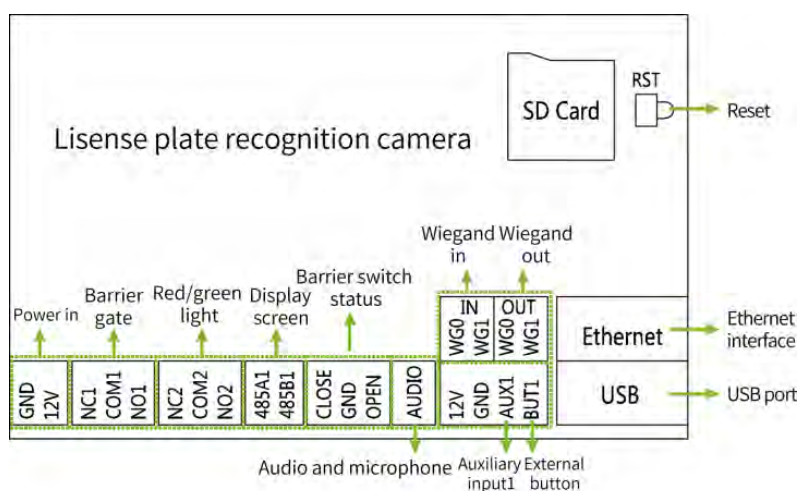 SD Card
RST
Reset
Lisense plate recognition camera
Wiegand in
Wiegand out
Power in
Barrier gate
Red/green light
Display screen
Barrier switch status
IN
WG0
WG1
OUT
WG0
WG1
Ethernet
Ethernet interface
GND
12V
NC1
COM1
NO1
NC2
COM2
NO2
485A1
485B1
CLOSE
GND
OPEN
AUDIO
12V
GND
AUX1
BUT1
USB
USB port
Audio and microphone
Auxiliary input1
External button